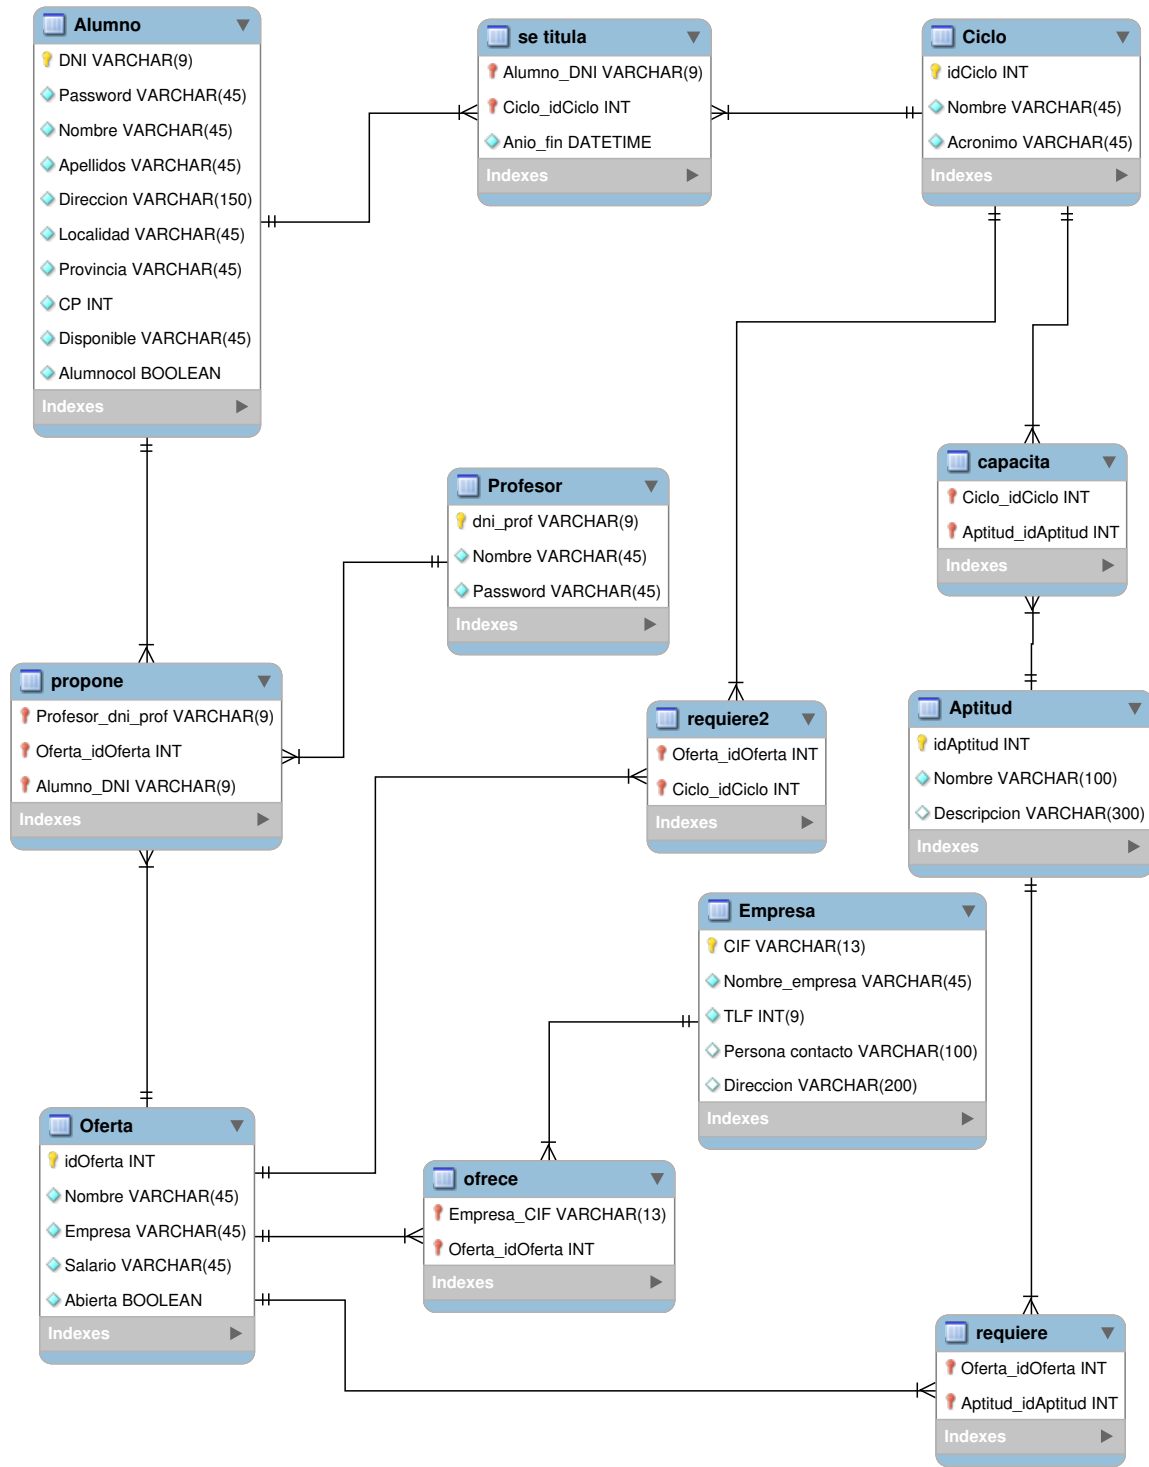 Alumno
DNI VARCHAR(9)
Password VARCHAR(45)
Nombre VARCHAR(45)
Apellidos VARCHAR(45)
Direccion VARCHAR(150)
Localidad VARCHAR(45)
Provincia VARCHAR(45)
CP INT
Disponible VARCHAR(45)
Alumnocol BOOLEAN
Indexes
se titula
Alumno_DNI VARCHAR(9)
Ciclo_idCiclo INT
Anio_fin DATETIME
Indexes
Ciclo
idCiclo INT
Nombre VARCHAR(45)
Acronimo VARCHAR(45)
Indexes
capacita
Ciclo_idCiclo INT
Aptitud_idAptitud INT
Indexes
Profesor
dni_prof VARCHAR(9)
Nombre VARCHAR(45)
Password VARCHAR(45)
Indexes
propone
Profesor_dni_prof VARCHAR(9)
Oferta_idOferta INT
Alumno_DNI VARCHAR(9)
Indexes
requiere2
Oferta_idOferta INT
Ciclo_idCiclo INT
Indexes
Aptitud
idAptitud INT
Nombre VARCHAR(100)
Descripcion VARCHAR(300)
Indexes
Empresa
CIF VARCHAR(13)
Nombre_empresa VARCHAR(45)
TLF INT(9)
Persona contacto VARCHAR(100)
Direccion VARCHAR(200)
Indexes
Oferta
idOferta INT
Nombre VARCHAR(45)
Empresa VARCHAR(45)
Salario VARCHAR(45)
Abierta BOOLEAN
Indexes
ofrece
Empresa_CIF VARCHAR(13)
Oferta_idOferta INT
Indexes
requiere
Oferta_idOferta INT
Aptitud_idAptitud INT
Indexes